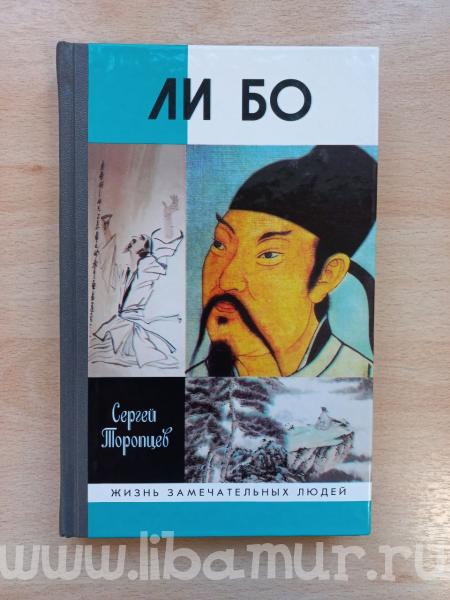 ЛИ БО
Сергей
Торопцев
ЖИЗНЬ ЗАМЕЧАТЕЛЬНЫХ ЛЮДЕЙ
www.libamur.ru